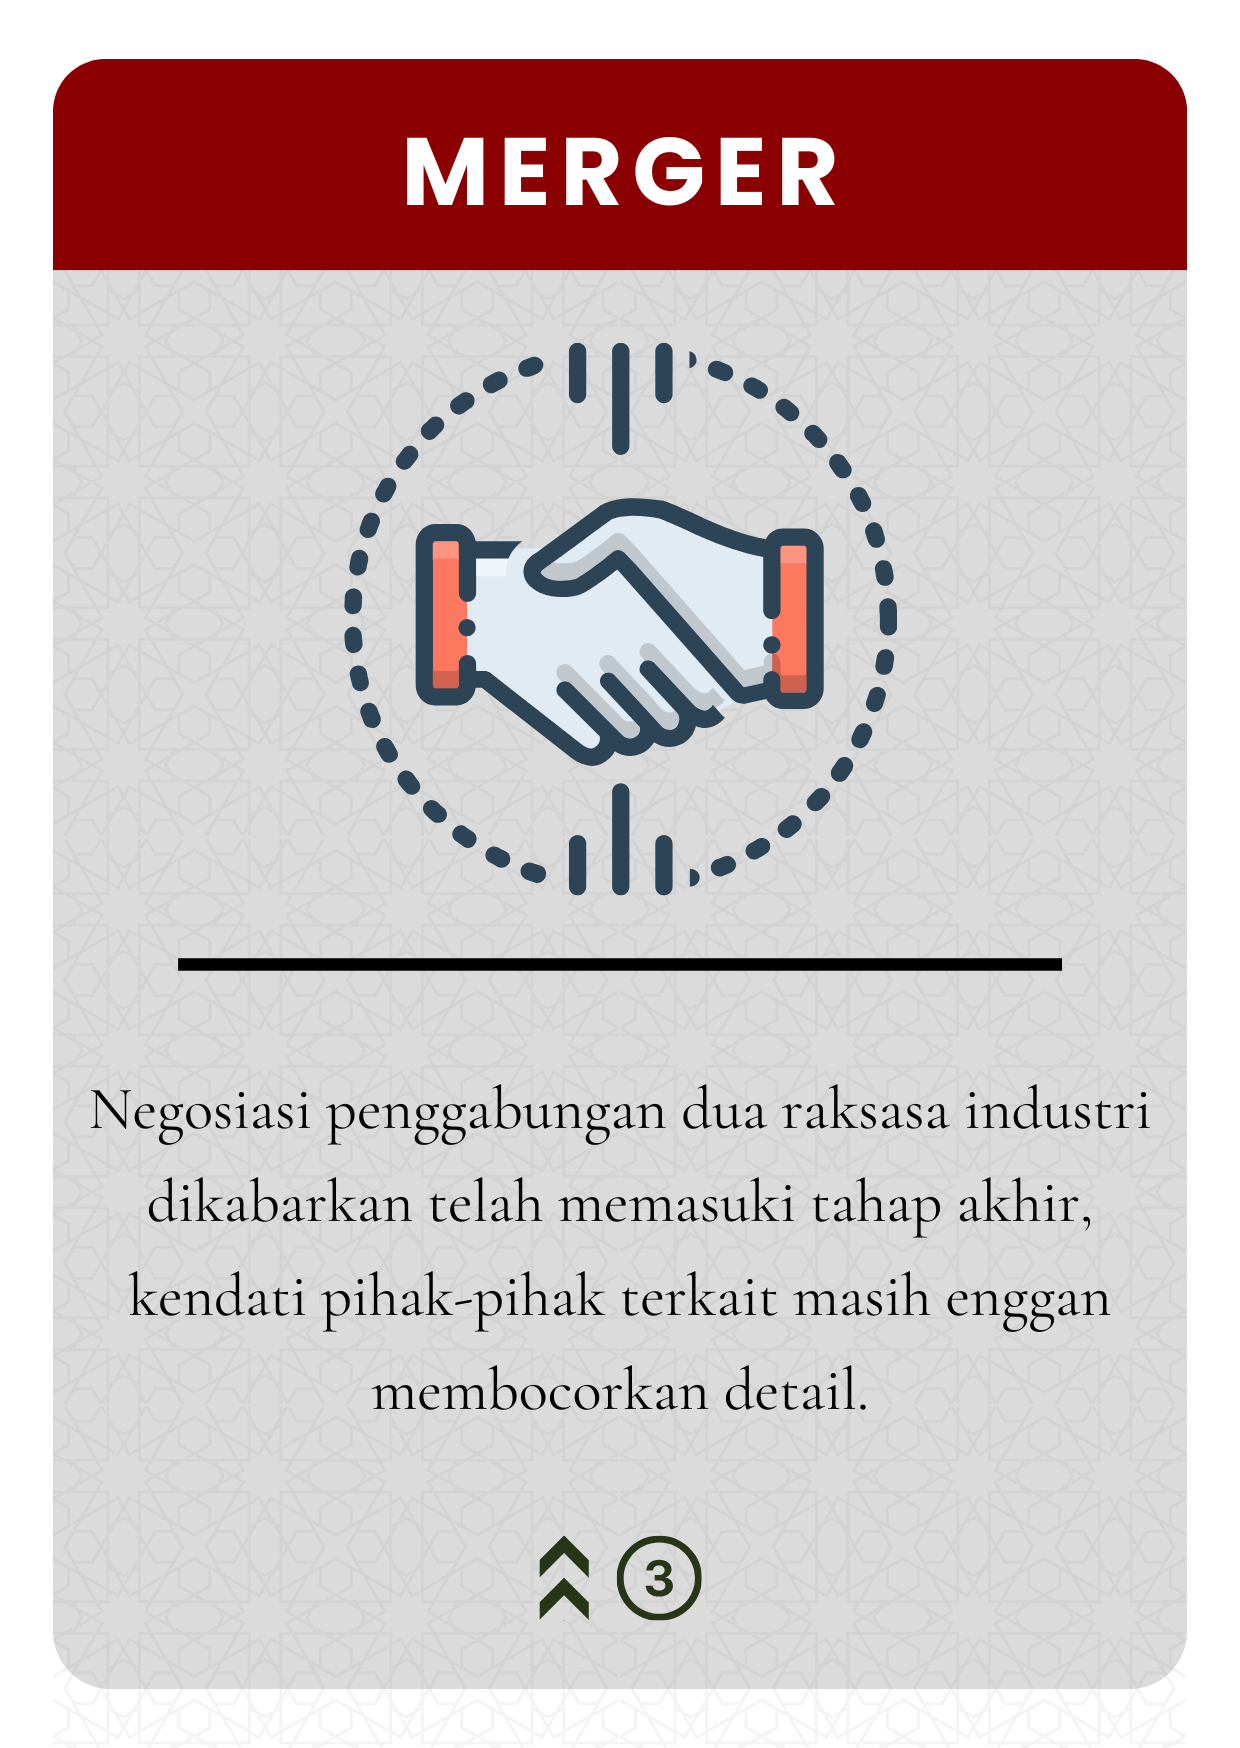 MERGER
Negosiasi penggabungan dua raksasa industri
dikabarkan telah memasuki tahap akhir,
kendati pihak-pihak terkait masih enggan
membocorkan detail.
3